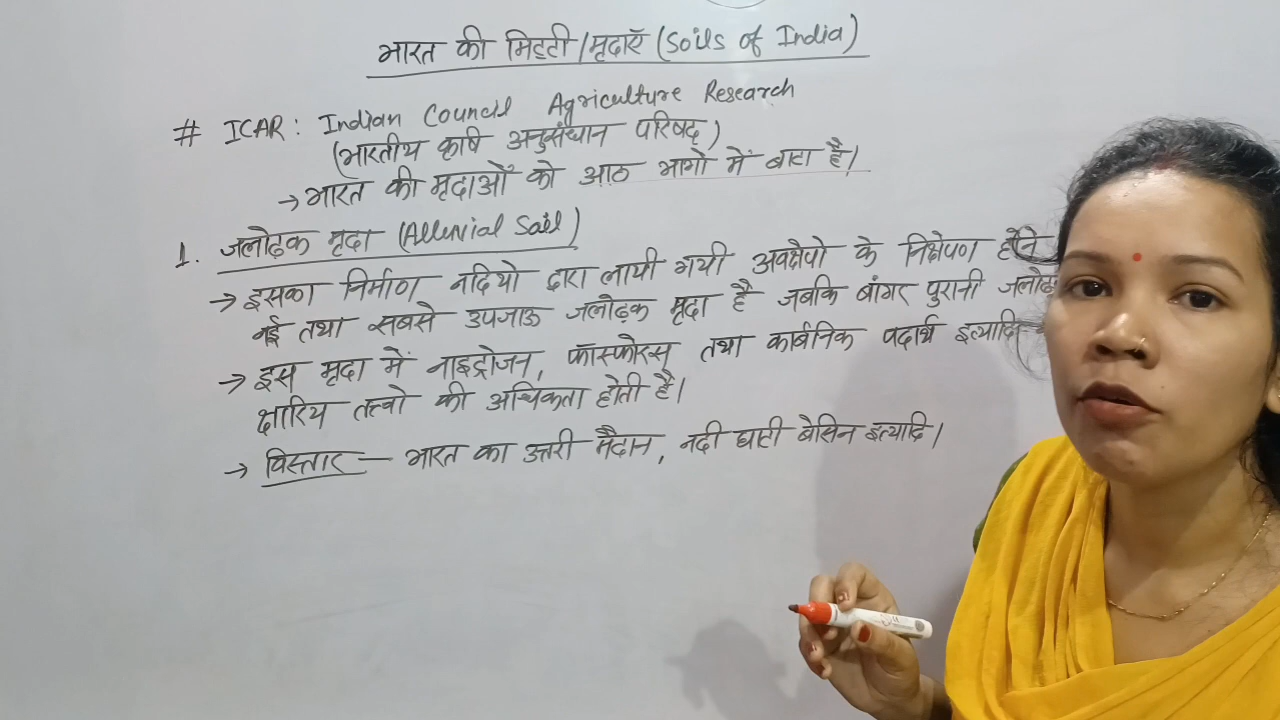 भारत की मिट्टी/मृदाएँ (Soils of India)
# ICAR: Indian Council Agriculture Research
(भारतीय कृषि अनुसंधान परिषद्)
→ भारत की मृदाओं को आठ भागो में बाटा है।
1. जलोढ़क मृदा (Alluvial Soil)
→ इसका निर्माण नदियो द्वारा लायी गयी अवक्षेपो के निक्षेपण होने
नई तथा सबसे उपजाऊ जलोढ़क मृदा है जबकि बांगर पुरानी
→ इस मृदा में नाइट्रोजन, फॉस्फोरस तथा कार्बनिक पदार्थ इत्यादि
क्षारिय तत्त्वो की अधिकता होती है।
→ विस्तार — भारत का उत्तरी मैदान, नदी घाटी बेसिन इत्यादि।